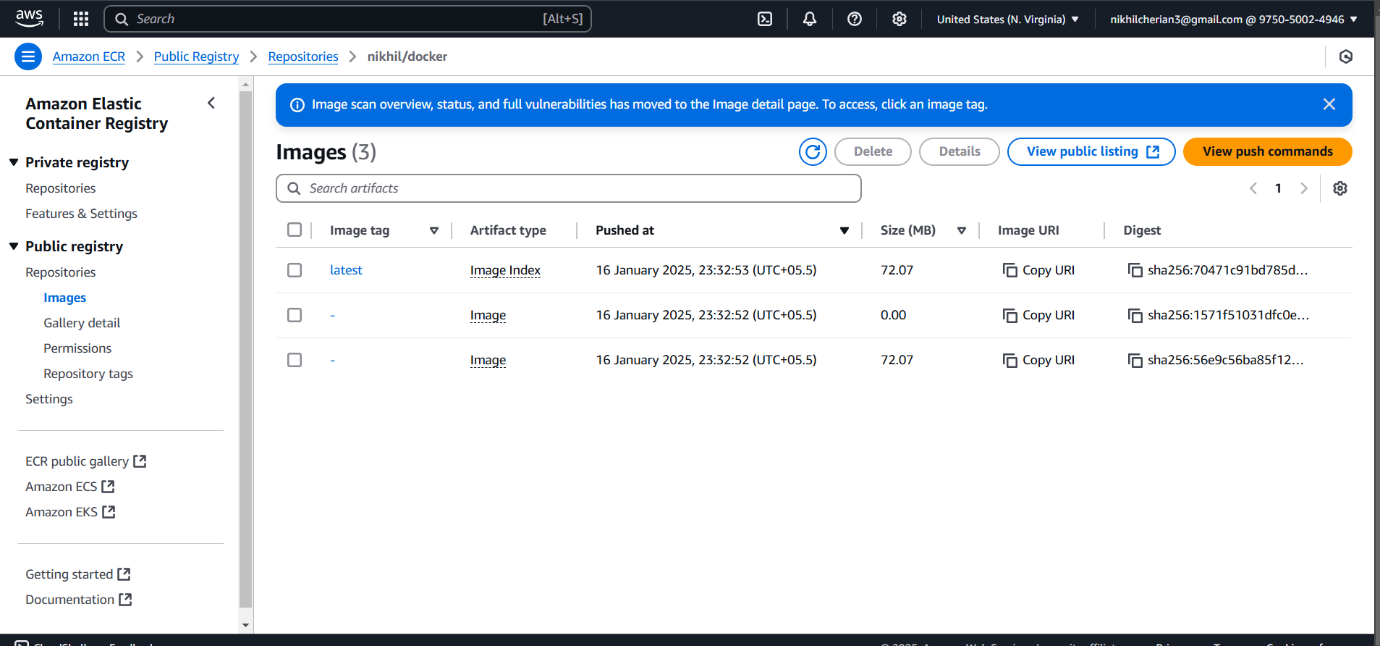 aws
Search [Alt+S]
United States (N. Virginia) ▼
nikhilcherian3@gmail.com @ 9750-5002-4946 ▼
Amazon ECR > Public Registry > Repositories > nikhil/docker
Amazon Elastic
Container Registry
Private registry
Repositories
Features & Settings
Public registry
Repositories
Images
Gallery detail
Permissions
Repository tags
Settings
ECR public gallery
Amazon ECS
Amazon EKS
Getting started
Documentation
Image scan overview, status, and full vulnerabilities has moved to the Image detail page. To access, click an image tag.
Images (3)
Delete Details View public listing View push commands
Search artifacts
1
Image tag Artifact type Pushed at Size (MB) Image URI Digest
latest Image Index 16 January 2025, 23:32:53 (UTC+05.5) 72.07 Copy URI sha256:70471c91bd785d...
- Image 16 January 2025, 23:32:52 (UTC+05.5) 0.00 Copy URI sha256:1571f51031dfc0e...
- Image 16 January 2025, 23:32:52 (UTC+05.5) 72.07 Copy URI sha256:56e9c56ba85f12...